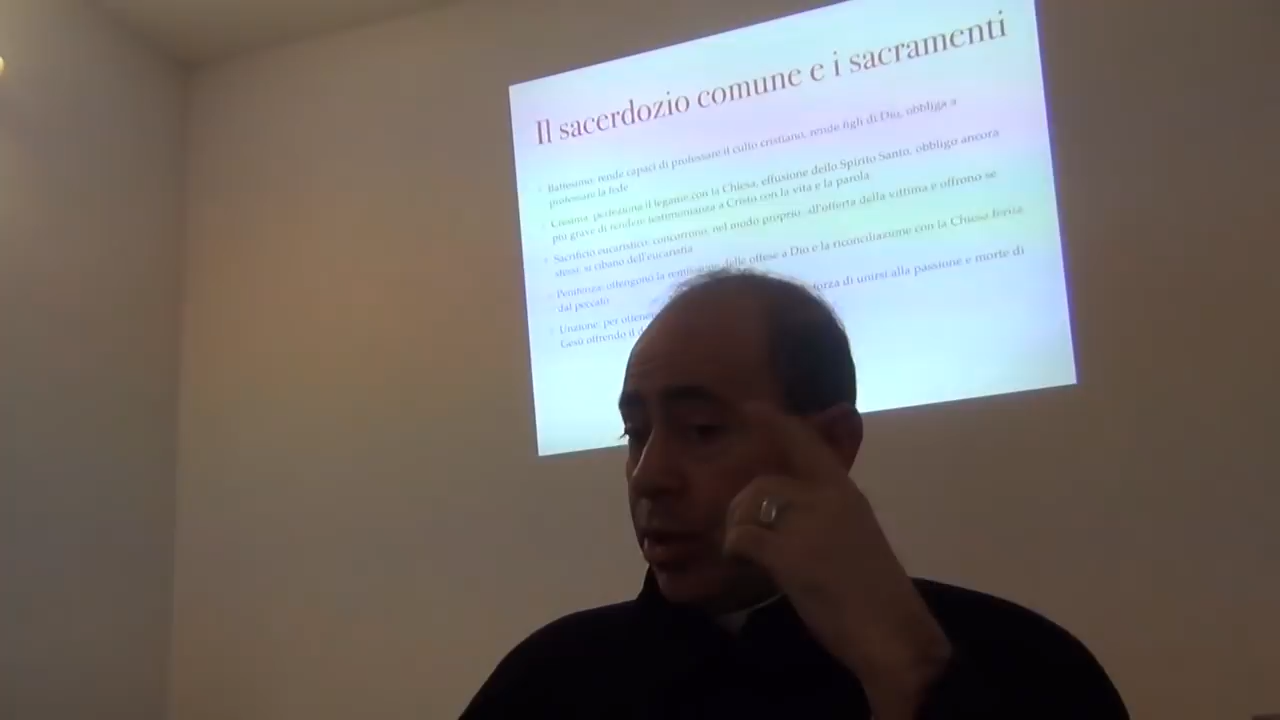 Il sacerdozio comune e i sacramenti
Battesimo: rende capaci di professare il culto cristiano, rende figli di Dio, obbliga a
professare la fede
Cresima: perfeziona il legame con la Chiesa, effusione dello Spirito Santo, obbligo ancora
più grave di rendere testimonianza a Cristo con la vita e la parola
Sacrificio eucaristico: concorrono, nel modo proprio, all'offerta della vittima e offrono se
stessi, si cibano dell'eucaristia
Penitenza: ottengono la remissione delle offese a Dio e la riconciliazione con la Chiesa ferita
dal peccato
Unzione: per ottenere forza di unirsi alla passione e morte di
Gesù offrendo il